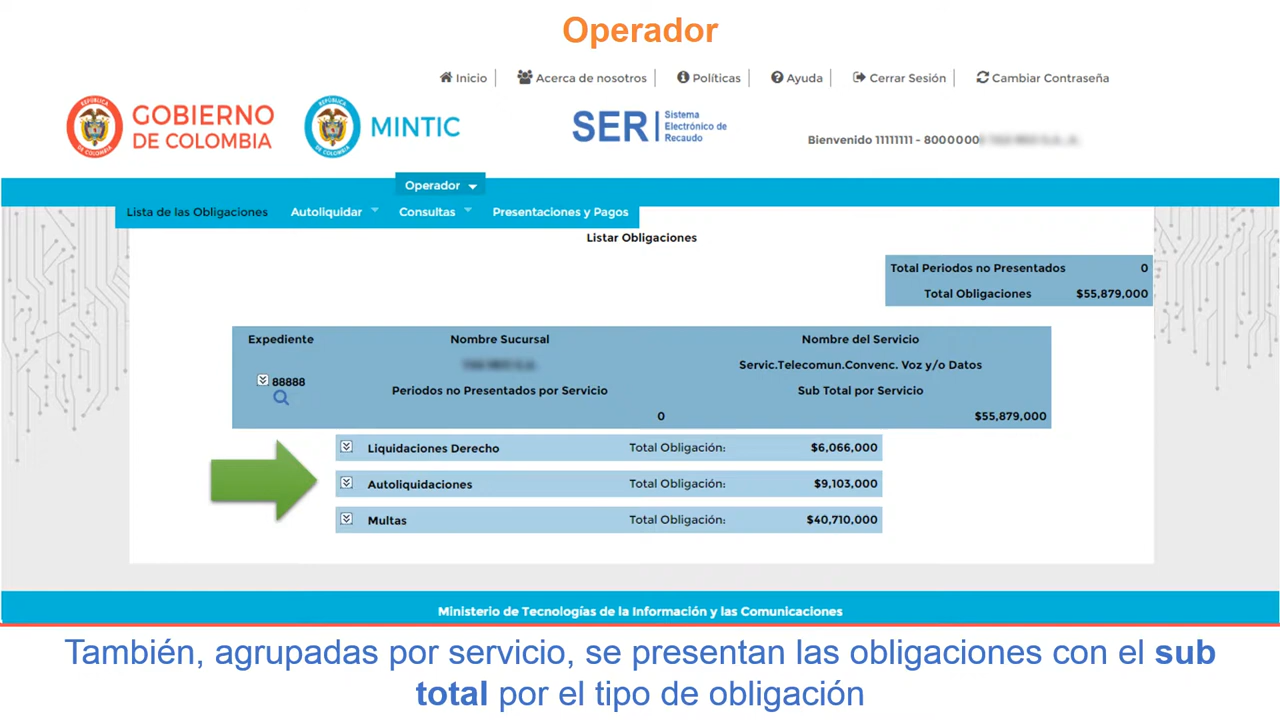 Operador
Inicio | Acerca de nosotros | Políticas | Ayuda | Cerrar Sesión | Cambiar Contraseña
GOBIERNO
DE COLOMBIA
MINTIC
SER | Sistema
Electrónico de
Recaudo
Bienvenido 11111111 - 8000000
Operador
Lista de las Obligaciones Autoliquidar Consultas Presentaciones y Pagos
Listar Obligaciones
Total Periodos no Presentados 0
Total Obligaciones $55,879,000
Expediente Nombre Sucursal Nombre del Servicio
Servic.Telecomun.Convenc. Voz y/o Datos
88888
Periodos no Presentados por Servicio Sub Total por Servicio
0 $55,879,000
Liquidaciones Derecho Total Obligación: $6,066,000
Autoliquidaciones Total Obligación: $9,103,000
Multas Total Obligación: $40,710,000
Ministerio de Tecnologías de la Información y las Comunicaciones
También, agrupadas por servicio, se presentan las obligaciones con el sub
total por el tipo de obligación